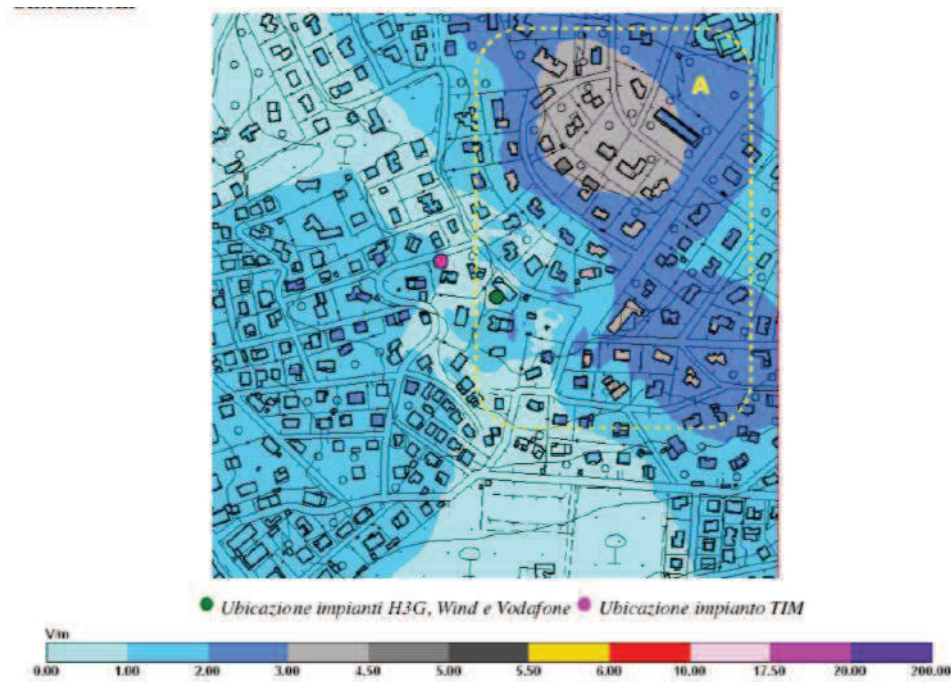 A
Ubicazione impianti H3G, Wind e Vodafone Ubicazione impianto TIM
V/m
0.00 1.00 2.00 3.00 4.50 5.00 5.50 6.00 10.00 17.50 20.00 200.00